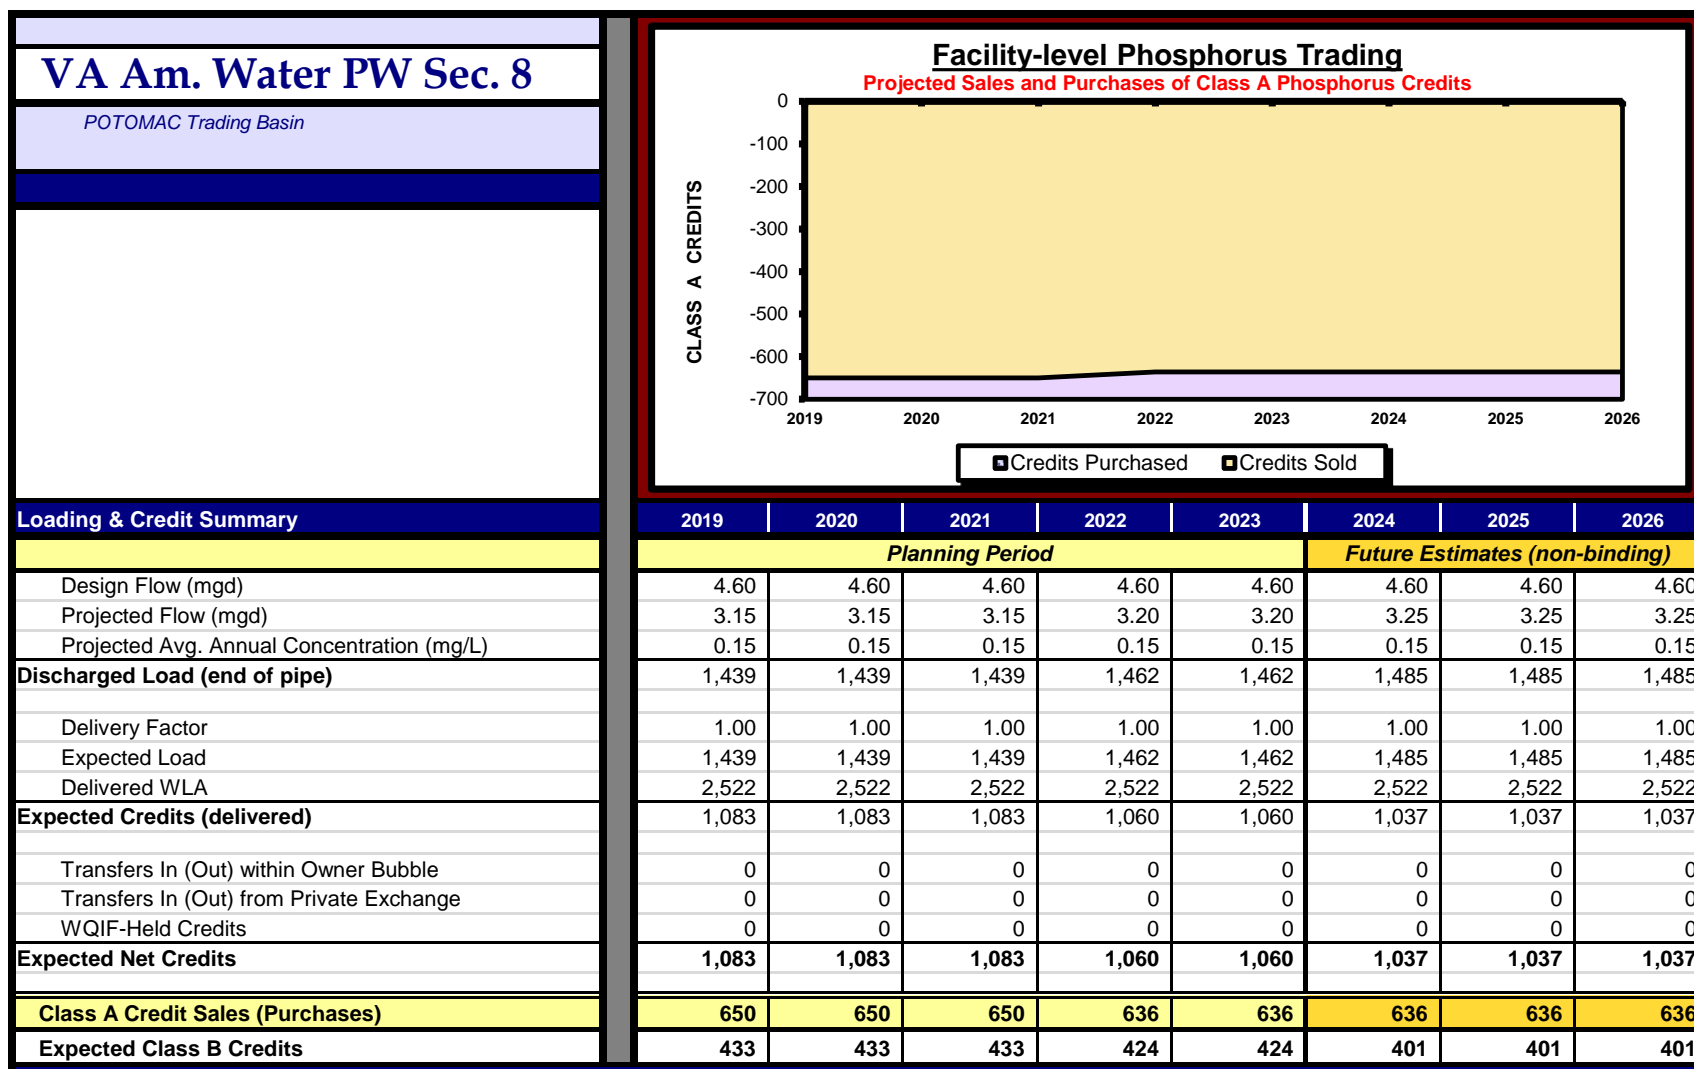 VA Am. Water PW Sec. 8
POTOMAC Trading Basin
Facility-level Phosphorus Trading
Projected Sales and Purchases of Class A Phosphorus Credits
CLASS A CREDITS
0
-100
-200
-300
-400
-500
-600
-700
2019 2020 2021 2022 2023 2024 2025 2026
Credits Purchased Credits Sold
Loading & Credit Summary 2019 2020 2021 2022 2023 2024 2025 2026
Planning Period Future Estimates (non-binding)
Design Flow (mgd) 4.60 4.60 4.60 4.60 4.60 4.60 4.60 4.60
Projected Flow (mgd) 3.15 3.15 3.15 3.20 3.20 3.25 3.25 3.25
Projected Avg. Annual Concentration (mg/L) 0.15 0.15 0.15 0.15 0.15 0.15 0.15 0.15
Discharged Load (end of pipe) 1,439 1,439 1,439 1,462 1,462 1,485 1,485 1,485
Delivery Factor 1.00 1.00 1.00 1.00 1.00 1.00 1.00 1.00
Expected Load 1,439 1,439 1,439 1,462 1,462 1,485 1,485 1,485
Delivered WLA 2,522 2,522 2,522 2,522 2,522 2,522 2,522 2,522
Expected Credits (delivered) 1,083 1,083 1,083 1,060 1,060 1,037 1,037 1,037
Transfers In (Out) within Owner Bubble 0 0 0 0 0 0 0 0
Transfers In (Out) from Private Exchange 0 0 0 0 0 0 0 0
WQIF-Held Credits 0 0 0 0 0 0 0 0
Expected Net Credits 1,083 1,083 1,083 1,060 1,060 1,037 1,037 1,037
Class A Credit Sales (Purchases) 650 650 650 636 636 636 636 636
Expected Class B Credits 433 433 433 424 424 401 401 401